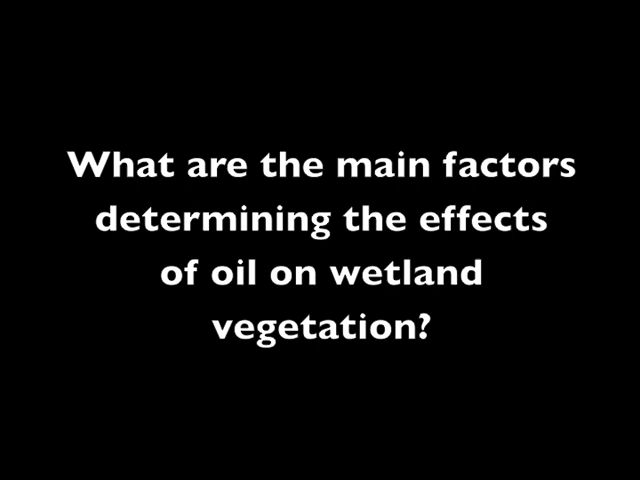 What are the main factors
determining the effects
of oil on wetland
vegetation?